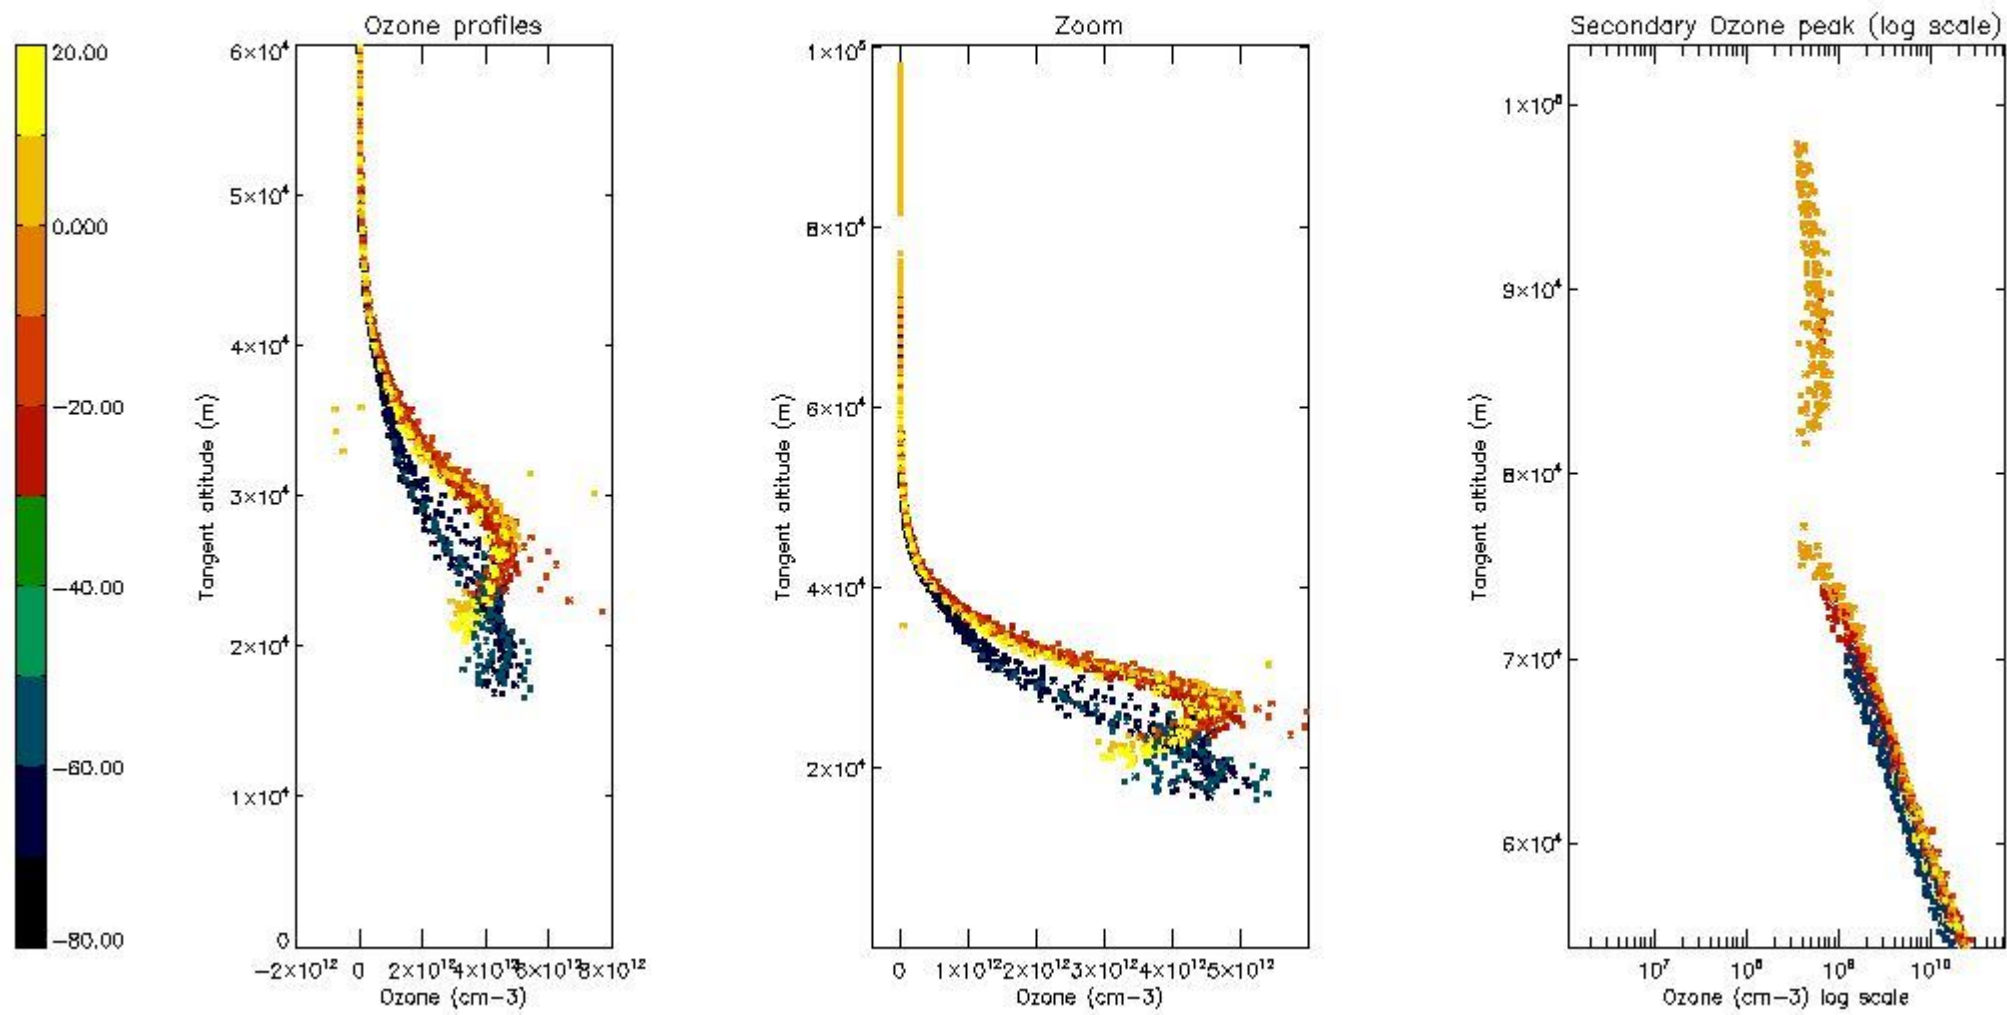 Ozone profiles
Zoom
Secondary Ozone peak (log scale)
20.00
0.000
−20.00
−40.00
−60.00
−80.00
6×10⁴
5×10⁴
4×10⁴
3×10⁴
2×10⁴
1×10⁴
0
Tangent altitude (m)
−2×10¹² 0 2×10¹² 4×10¹² 6×10¹² 8×10¹²
Ozone (cm−3)
1×10⁵
8×10⁴
6×10⁴
4×10⁴
2×10⁴
Tangent altitude (m)
0 1×10¹² 2×10¹² 3×10¹² 4×10¹² 5×10¹²
Ozone (cm−3)
9×10⁴
8×10⁴
7×10⁴
6×10⁴
Tangent altitude (m)
10⁷ 10⁸ 10⁹ 10¹⁰
Ozone (cm−3) log scale